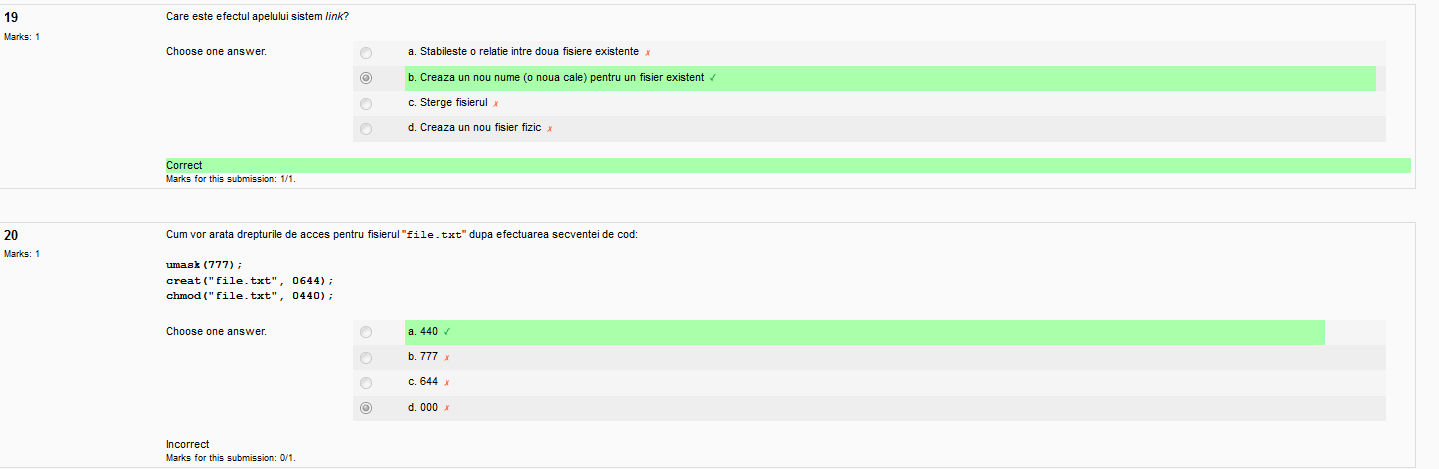 19
Marks: 1
Care este efectul apelului sistem link?
Choose one answer.
a. Stabileste o relatie intre doua fisiere existente ✗
b. Creaza un nou nume (o noua cale) pentru un fisier existent ✓
c. Sterge fisierul ✗
d. Creaza un nou fisier fizic ✗
Correct
Marks for this submission: 1/1.
20
Marks: 1
Cum vor arata drepturile de acces pentru fisierul "file.txt" dupa efectuarea secventei de cod:
umask(777);
creat("file.txt", 0644);
chmod("file.txt", 0440);
Choose one answer.
a. 440 ✓
b. 777 ✗
c. 644 ✗
d. 000 ✗
Incorrect
Marks for this submission: 0/1.